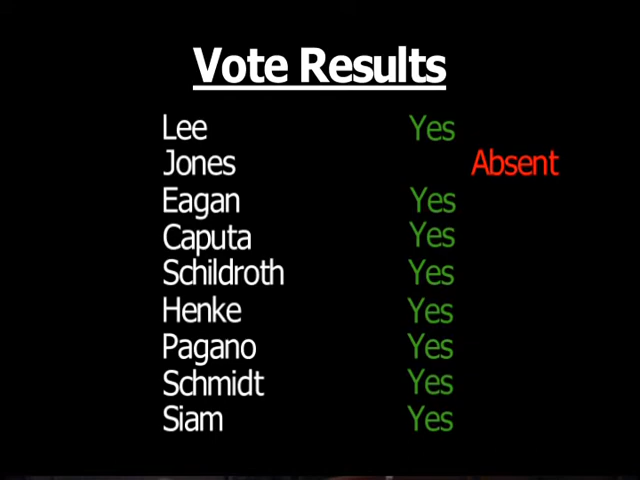 Vote Results
Lee Yes
Jones Absent
Eagan Yes
Caputa Yes
Schildroth Yes
Henke Yes
Pagano Yes
Schmidt Yes
Siam Yes